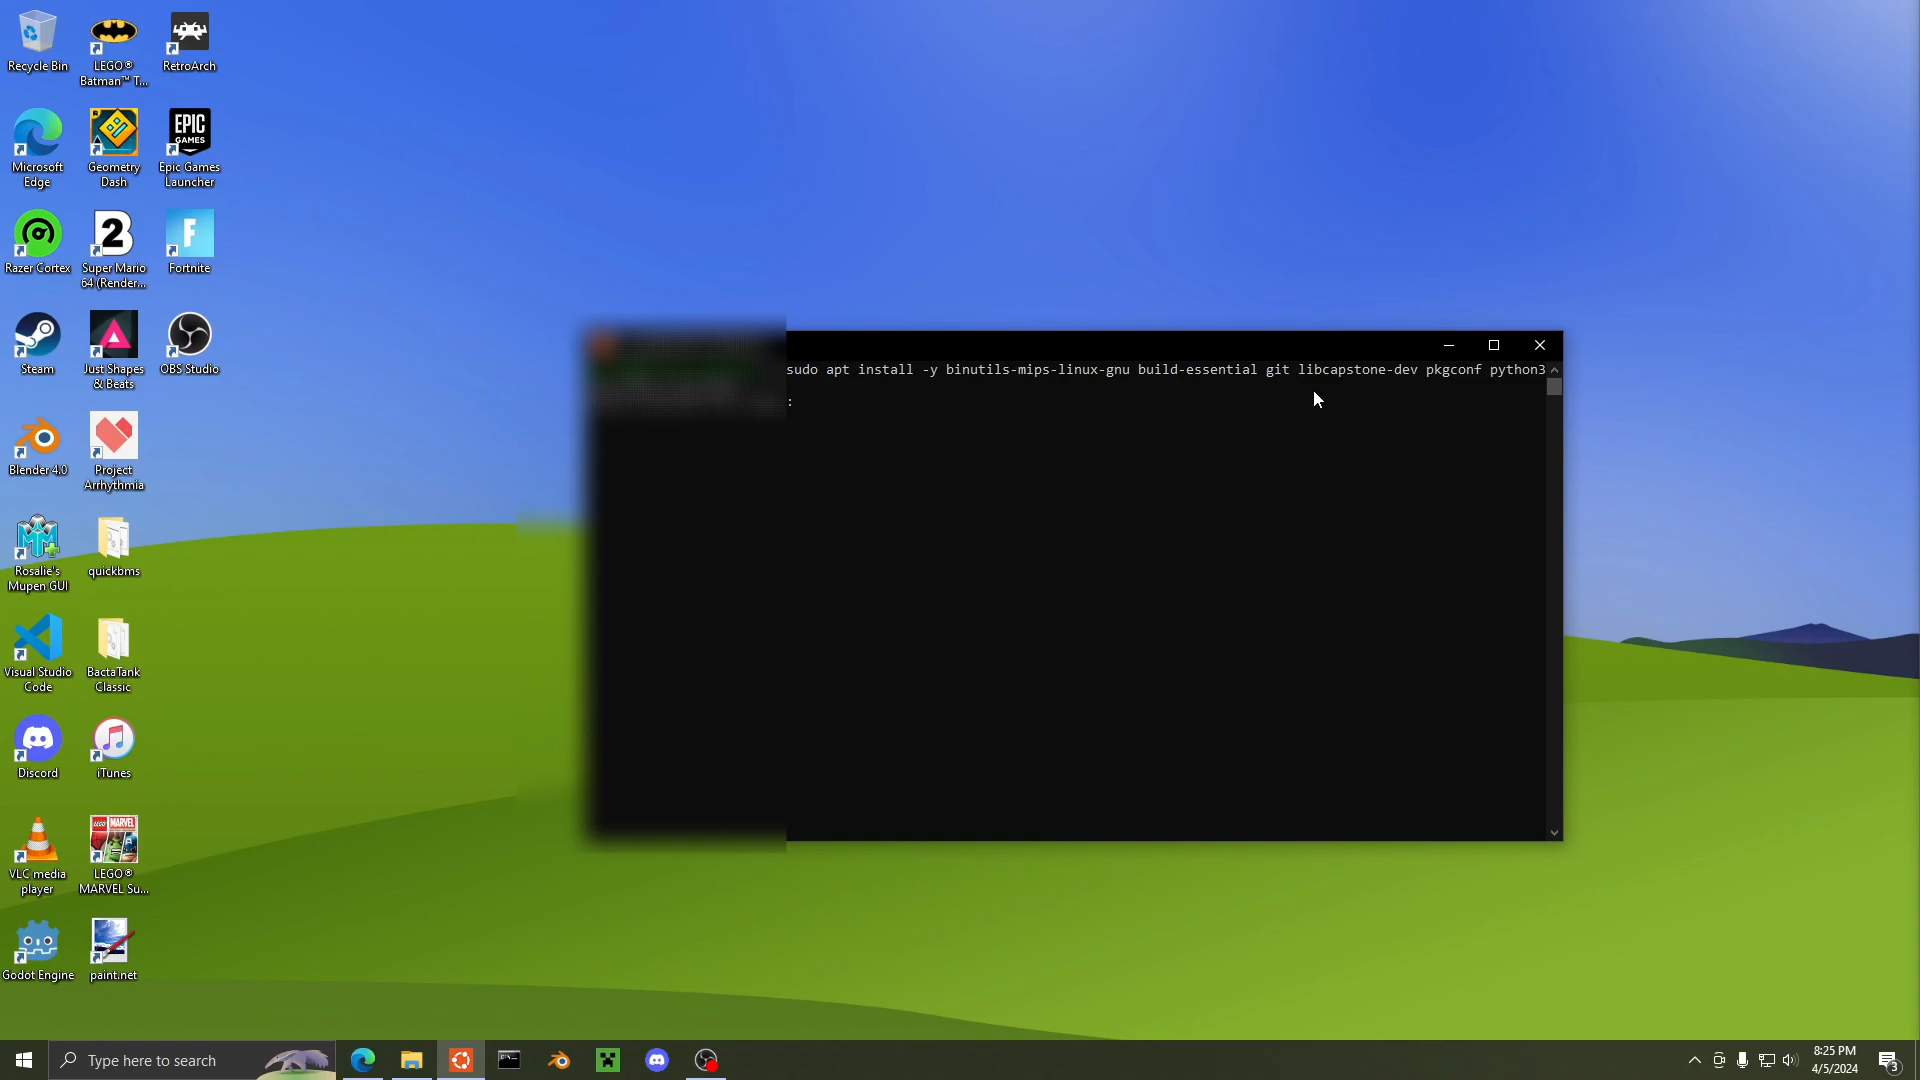 Recycle Bin
LEGO®
Batman™ T...
RetroArch
Microsoft
Edge
Geometry
Dash
EPIC
GAMES
Epic Games
Launcher
Razer Cortex
2
Super Mario
64 (Render...
F
Fortnite
Steam
Just Shapes
& Beats
OBS Studio
Blender 4.0
Project
Arrhythmia
Rosalie's
Mupen GUI
quickbms
Visual Studio
Code
BactaTank
Classic
Discord
iTunes
VLC media
player
LEGO MARVEL
LEGO®
MARVEL Su...
Godot Engine
paint.net
sudo apt install -y binutils-mips-linux-gnu build-essential git libcapstone-dev pkgconf python3
:
Type here to search
8:25 PM
4/5/2024
3